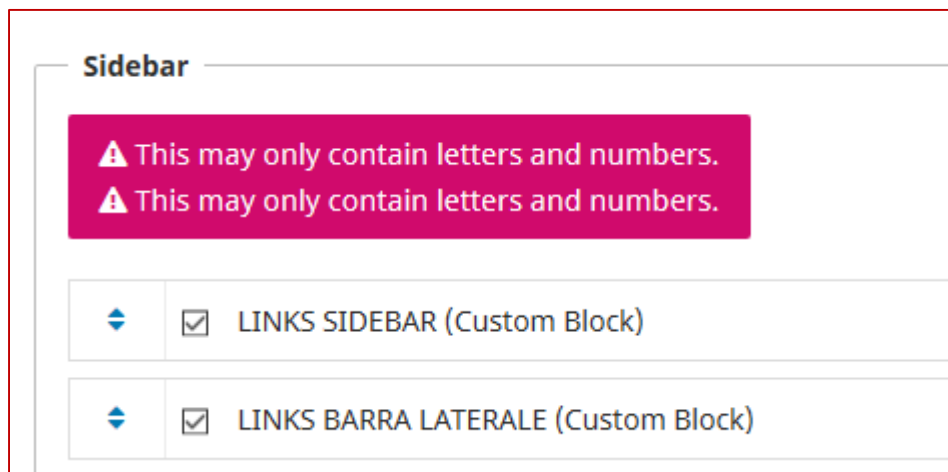 Sidebar
This may only contain letters and numbers.
This may only contain letters and numbers.
LINKS SIDEBAR (Custom Block)
LINKS BARRA LATERALE (Custom Block)